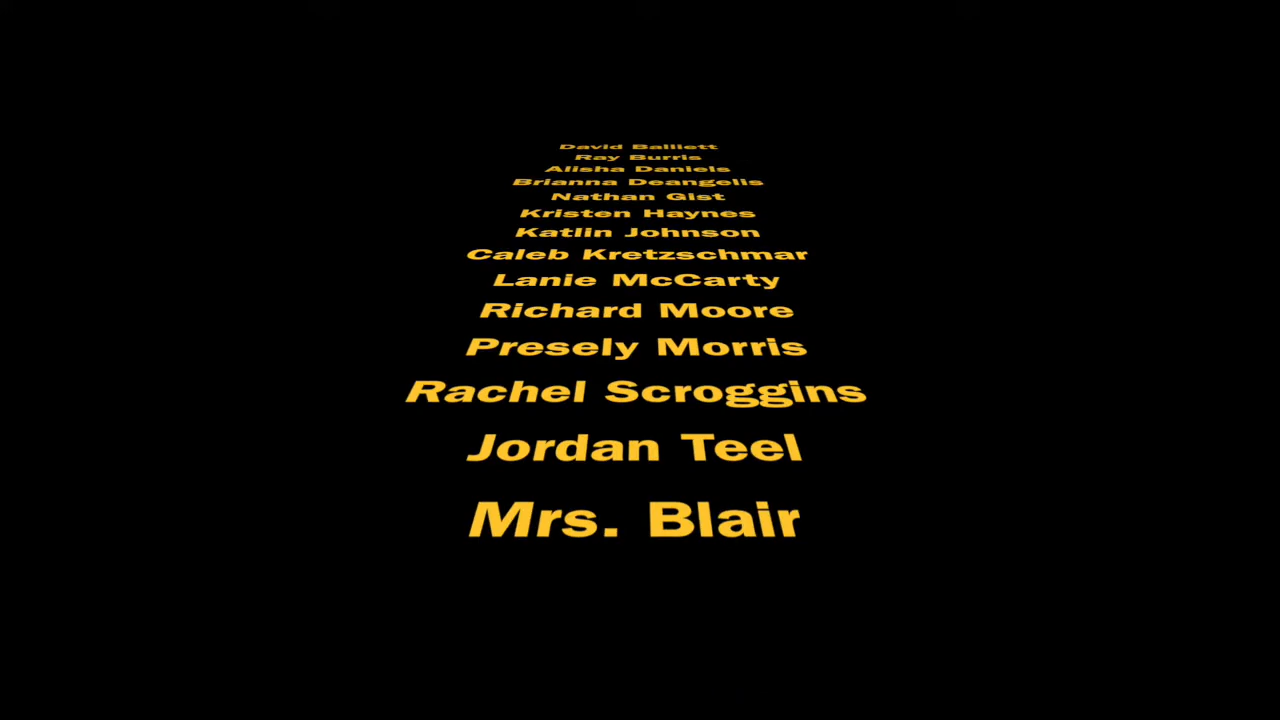 David Balliett
Ray Burris
Alisha Daniels
Brianna Deangelis
Nathan Gist
Kristen Haynes
Katlin Johnson
Caleb Kretzschmar
Lanie McCarty
Richard Moore
Presely Morris
Rachel Scroggins
Jordan Teel
Mrs. Blair